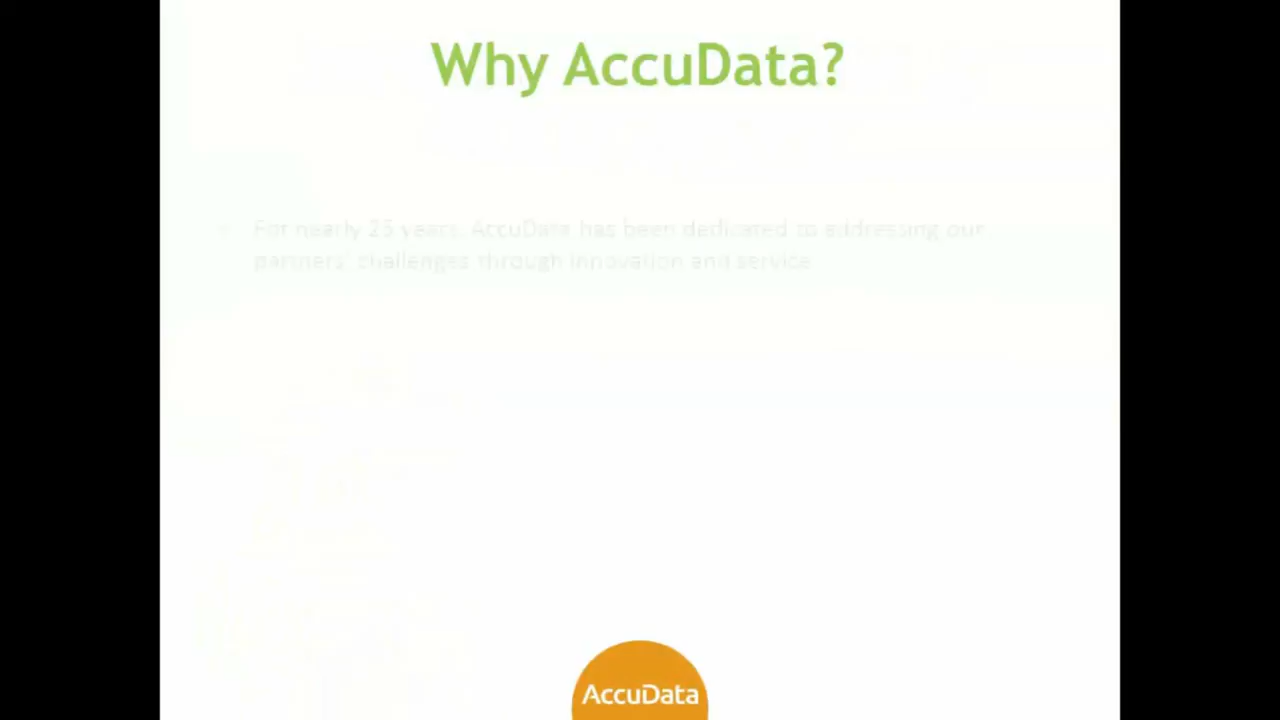 Why AccuData?
For nearly 25 years, AccuData has been dedicated to addressing our
partners' challenges through innovation and service
AccuData